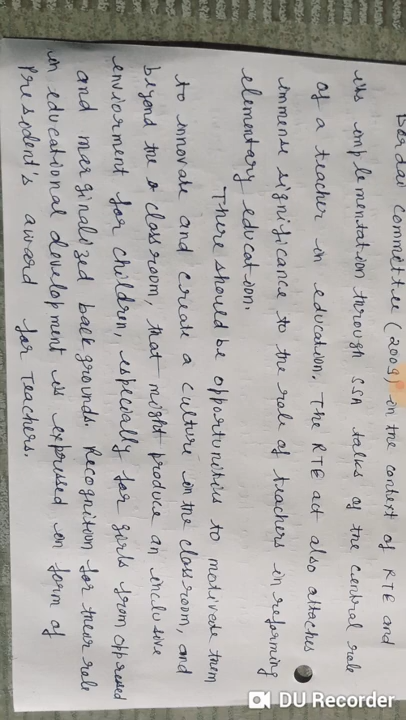 Bordai committee (2009) in the context of RTE and
its implementation through SSA talks of the central role
of a teacher in education. The RTE act also attaches
immense significance to the role of teachers in reforming
elementary education.
There should be opportunities to motivate them
to innovate and create a culture in the classroom, and
beyond the classroom, that might produce an inclusive
enviorment for children, especially for girls from oppressed
and marginalized backgrounds. Recognition for their role
in educational development is expressed in form of
President's award for Teachers.
DU Recorder